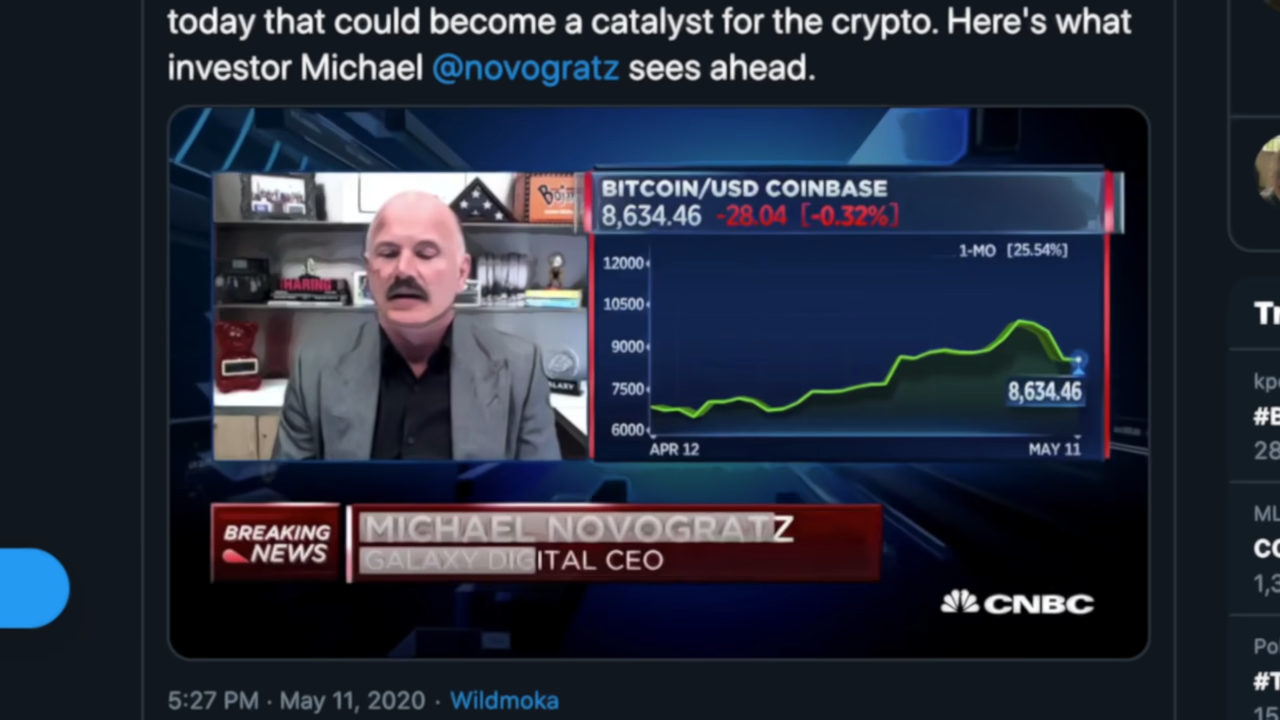 today that could become a catalyst for the crypto. Here's what
investor Michael @novogratz sees ahead.
BITCOIN/USD COINBASE
8,634.46 -28.04 [-0.32%]
1-MO [25.54%]
12000
10500
9000
7500
6000
8,634.46
APR 12
MAY 11
HARING
BREAKING
NEWS
MICHAEL NOVOGRATZ
GALAXY DIGITAL CEO
CNBC
5:27 PM · May 11, 2020 · Wildmoka